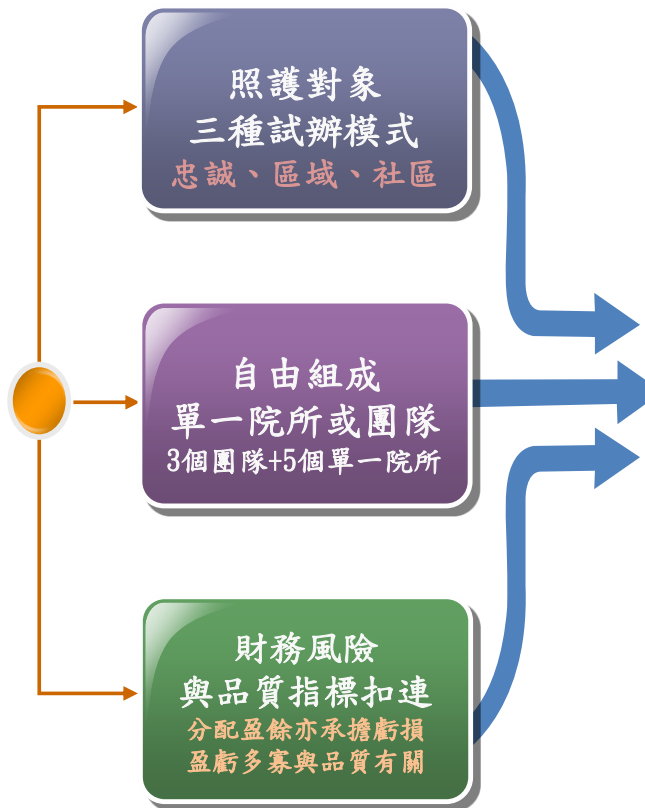 照護對象
三種試辦模式
忠誠、區域、社區
自由組成
單一院所或團隊
3個團隊+5個單一院所
財務風險
與品質指標扣連
分配盈餘亦承擔虧損
盈虧多寡與品質有關